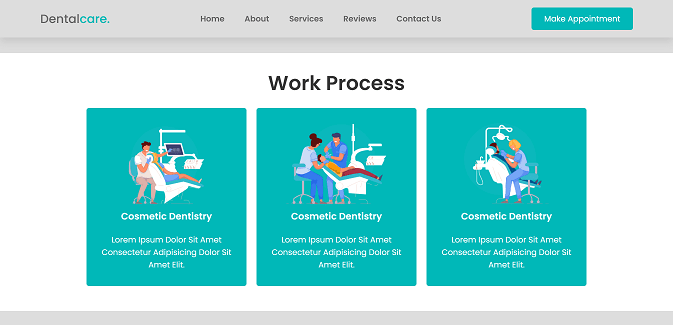 Dentalcare.
Home
About
Services
Reviews
Contact Us
Make Appointment
Work Process
Cosmetic Dentistry
Lorem Ipsum Dolor Sit Amet
Consectetur Adipisicing Dolor Sit
Amet Elit.
Cosmetic Dentistry
Lorem Ipsum Dolor Sit Amet
Consectetur Adipisicing Dolor Sit
Amet Elit.
Cosmetic Dentistry
Lorem Ipsum Dolor Sit Amet
Consectetur Adipisicing Dolor Sit
Amet Elit.